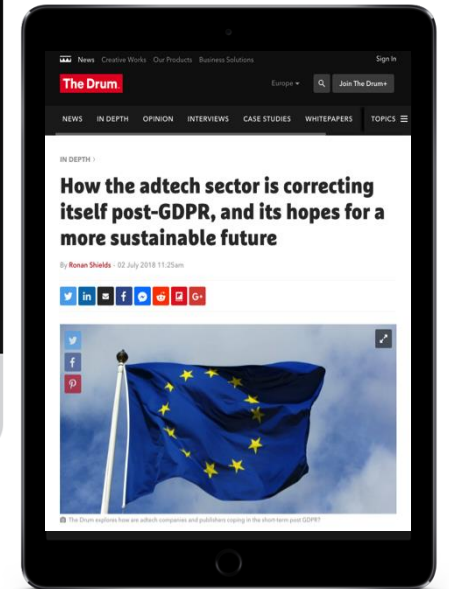 News Creative Works Our Products Business Solutions Sign In
The Drum.
Europe Join The Drum+
NEWS IN DEPTH OPINION INTERVIEWS CASE STUDIES WHITEPAPERS TOPICS
IN DEPTH
How the adtech sector is correcting
itself post-GDPR, and its hopes for a
more sustainable future
By Ronan Shields - 02 July 2018 11:25am
The Drum explores how are adtech companies and publishers coping in the short-term post GDPR?